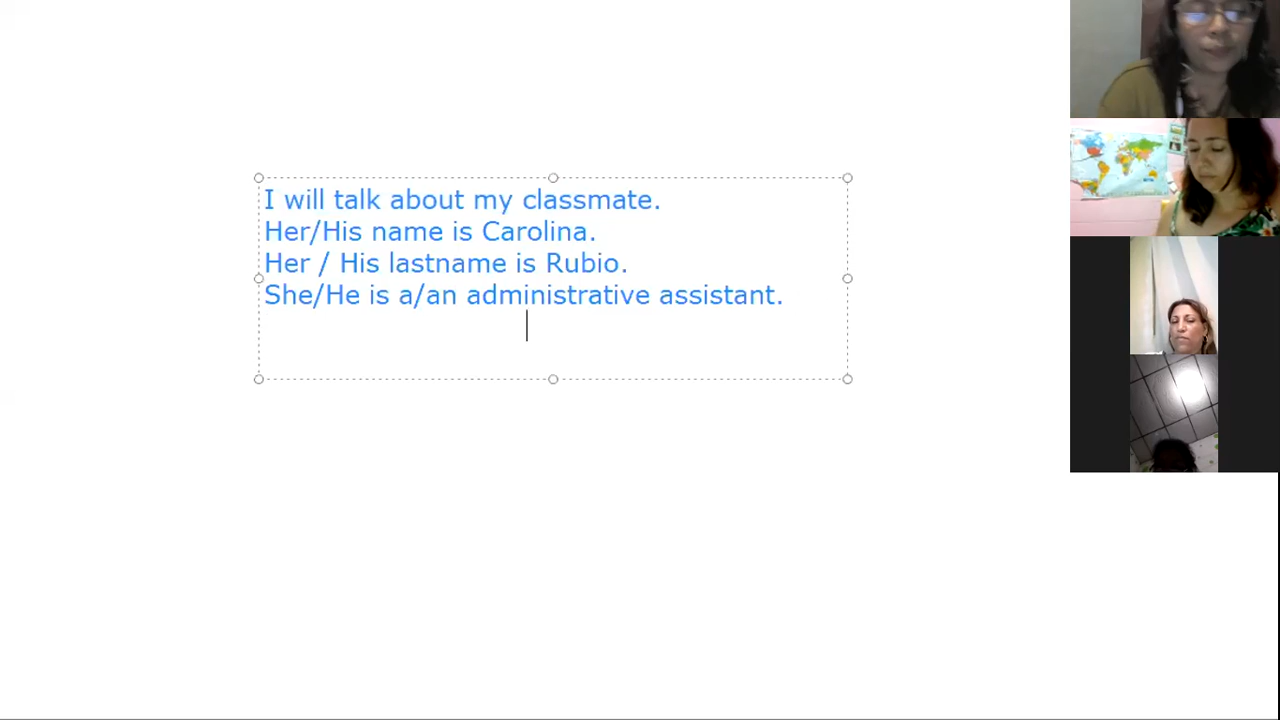 I will talk about my classmate.
Her/His name is Carolina.
Her / His lastname is Rubio.
She/He is a/an administrative assistant.